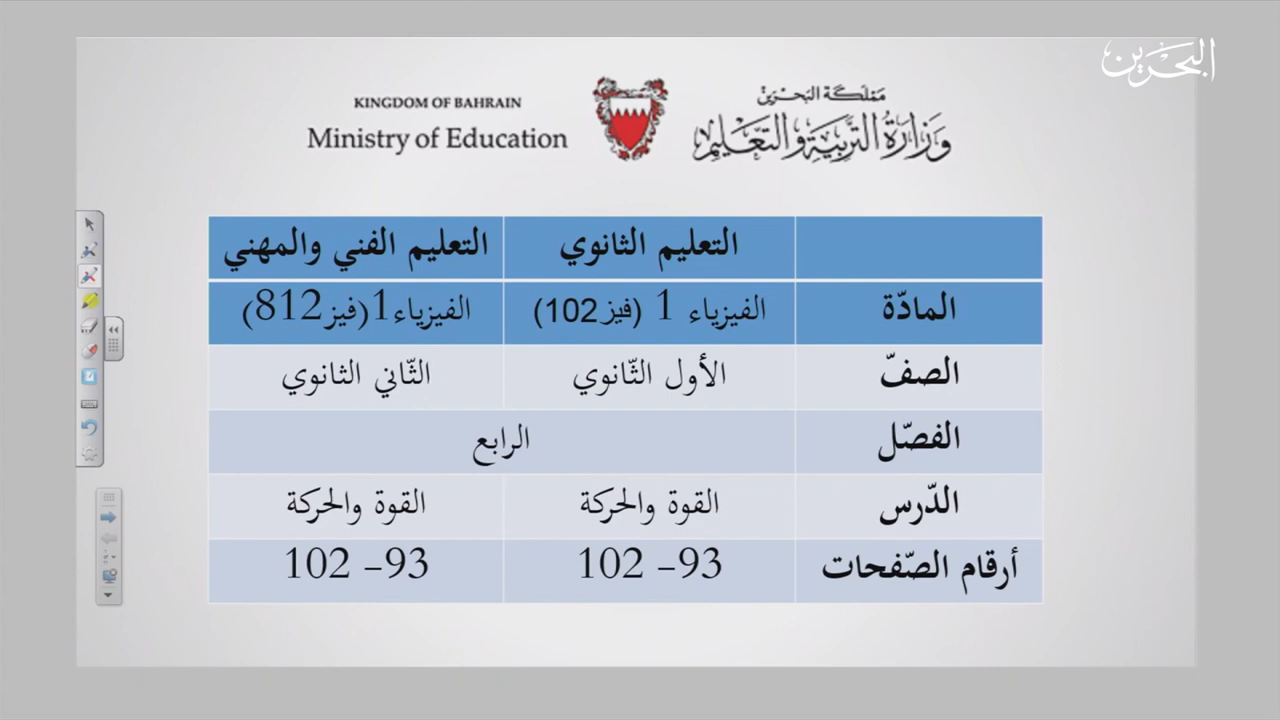 البحرين
KINGDOM OF BAHRAIN
مملكة البحرين
Ministry of Education
وزارة التربية والتعليم
التعليم الثانوي التعليم الفني والمهني
المادّة الفيزياء 1 (فيز102) الفيزياء1(فيز812)
الصفّ الأول الثّانوي الثّاني الثانوي
الفصّل الرابع
الدّرس القوة والحركة القوة والحركة
أرقام الصّفحات 93– 102 93– 102